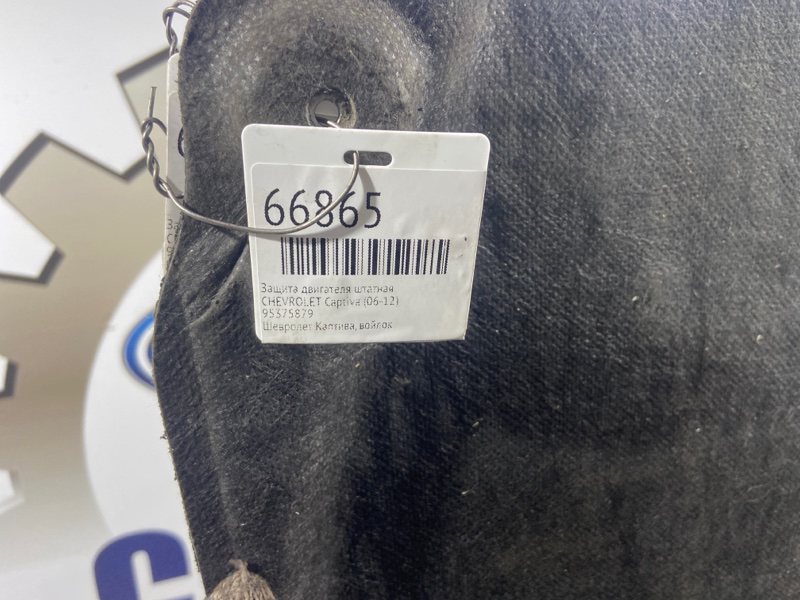 66865
Защита двигателя штатная
CHEVROLET Captiva (06-12)
95375879
Шевролет Каптива, войлок